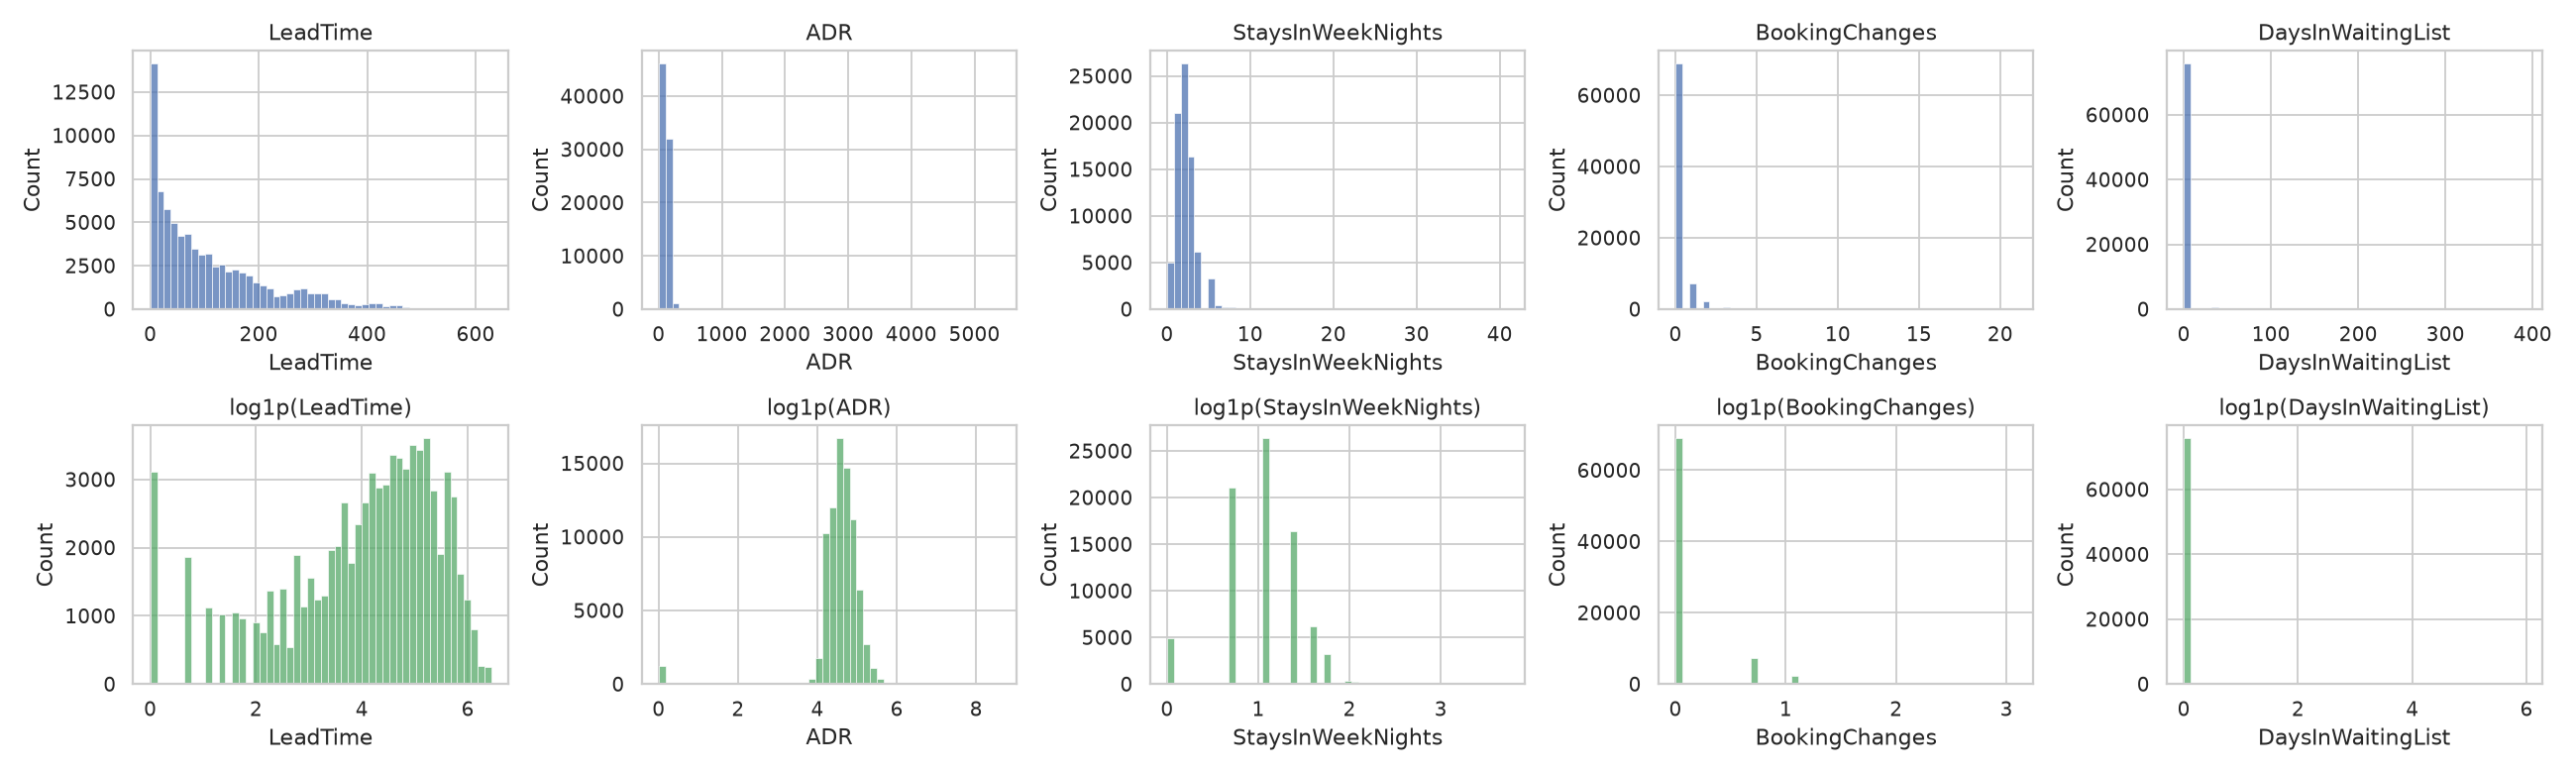 LeadTime
ADR
StaysInWeekNights
BookingChanges
DaysInWaitingList
Count
12500
10000
7500
5000
2500
0
0 200 400 600
LeadTime
Count
40000
30000
20000
10000
0
0 1000 2000 3000 4000 5000
ADR
Count
25000
20000
15000
10000
5000
0
0 10 20 30 40
StaysInWeekNights
Count
60000
40000
20000
0
0 5 10 15 20
BookingChanges
Count
60000
40000
20000
0
0 100 200 300 400
DaysInWaitingList
log1p(LeadTime)
log1p(ADR)
log1p(StaysInWeekNights)
log1p(BookingChanges)
log1p(DaysInWaitingList)
Count
3000
2000
1000
0
0 2 4 6
LeadTime
Count
15000
10000
5000
0
0 2 4 6 8
ADR
Count
25000
20000
15000
10000
5000
0
0 1 2 3
StaysInWeekNights
Count
60000
40000
20000
0
0 1 2 3
BookingChanges
Count
60000
40000
20000
0
0 2 4 6
DaysInWaitingList